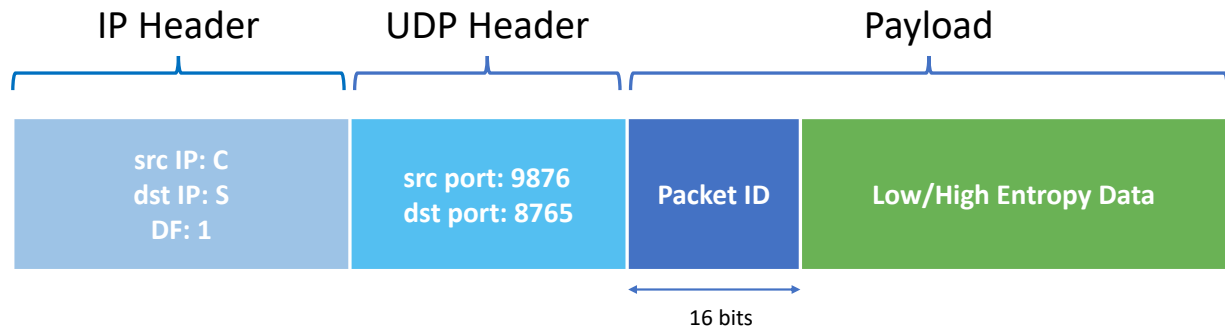 IP Header
UDP Header
Payload
src IP: C
dst IP: S
DF: 1
src port: 9876
dst port: 8765
Packet ID
Low/High Entropy Data
16 bits